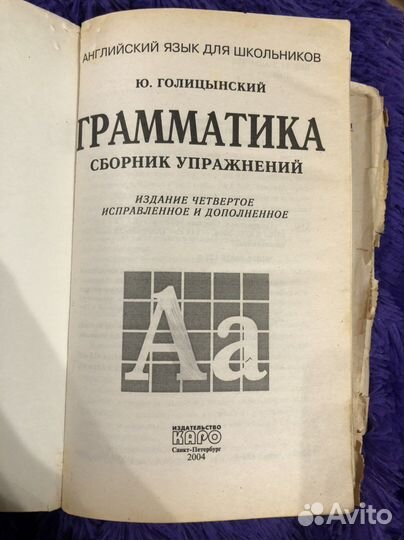 АНГЛИЙСКИЙ ЯЗЫК ДЛЯ ШКОЛЬНИКОВ
Ю. ГОЛИЦЫНСКИЙ
ГРАММАТИКА
СБОРНИК УПРАЖНЕНИЙ
ИЗДАНИЕ ЧЕТВЕРТОЕ
ИСПРАВЛЕННОЕ И ДОПОЛНЕННОЕ
Aa
ИЗДАТЕЛЬСТВО
КАРО
Санкт-Петербург
2004
Avito